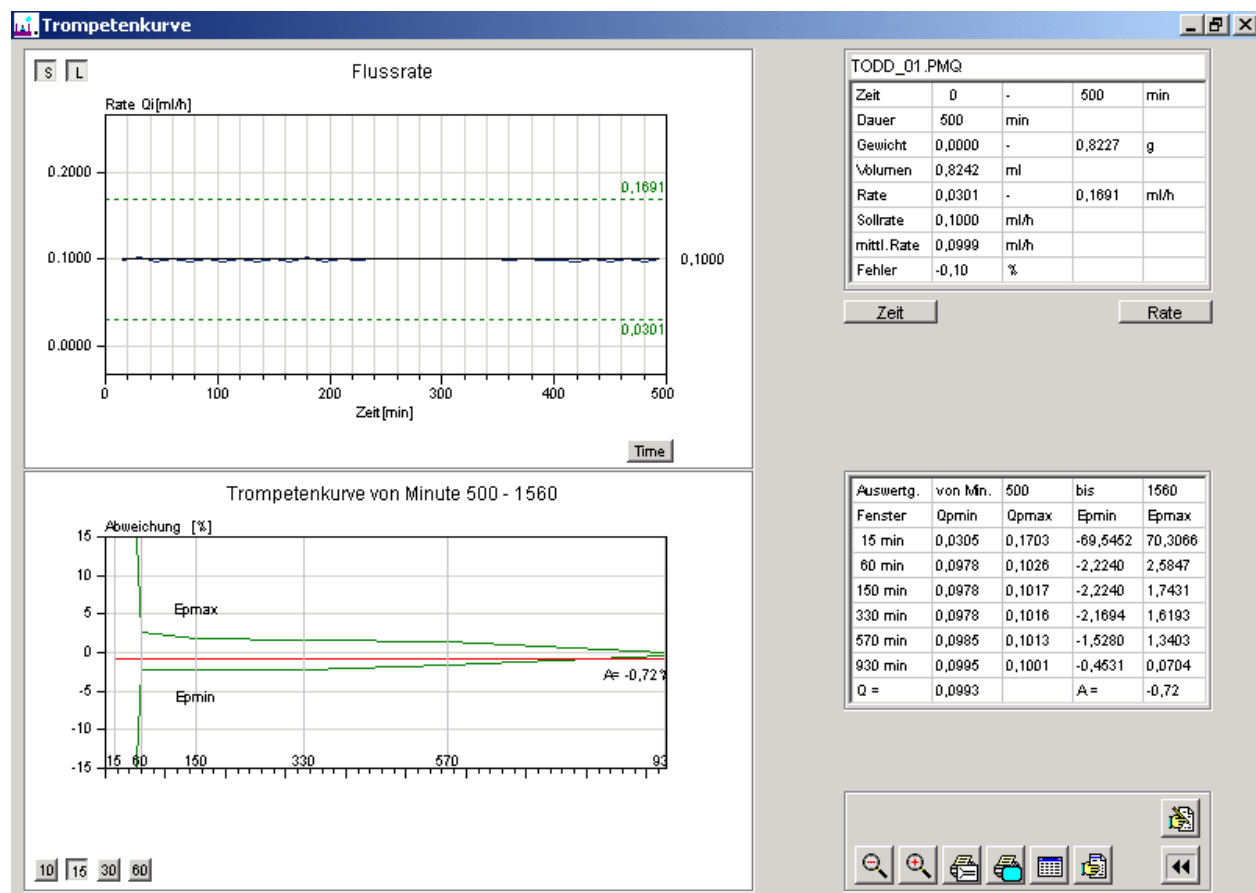 Trompetenkurve
S L
Flussrate
Rate Qi[ml/h]
0.2000
0,1691
0.1000
0,1000
0,0301
0.0000
0 100 200 300 400 500
Zeit[min]
Time
TODD_01.PMQ
Zeit 0 - 500 min
Dauer 500 min
Gewicht 0,0000 - 0,8227 g
Volumen 0,8242 ml
Rate 0,0301 - 0,1691 ml/h
Sollrate 0,1000 ml/h
mittl.Rate 0,0999 ml/h
Fehler -0,10 %
Zeit Rate
Trompetenkurve von Minute 500 - 1560
Abweichung [%]
15
10
5
Epmax
0
A= -0,72%
-5
Epmin
-10
-15
15 60 150 330 570 93
10 15 30 60
Auswertg. von Min. 500 bis 1560
Fenster Qpmin Qpmax Epmin Epmax
15 min 0,0305 0,1703 -69,5452 70,3066
60 min 0,0978 0,1026 -2,2240 2,5847
150 min 0,0978 0,1017 -2,2240 1,7431
330 min 0,0978 0,1016 -2,1694 1,6193
570 min 0,0985 0,1013 -1,5280 1,3403
930 min 0,0995 0,1001 -0,4531 0,0704
Q = 0,0993 A = -0,72